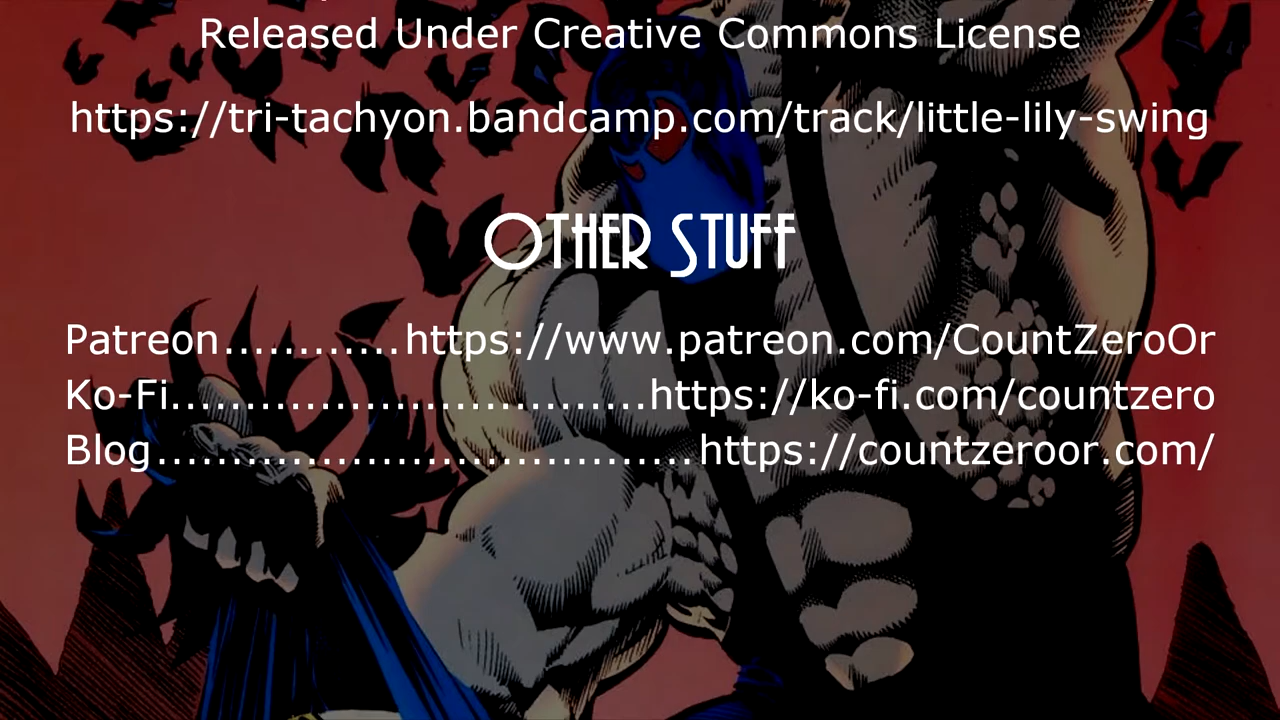 Released Under Creative Commons License
https://tri-tachyon.bandcamp.com/track/little-lily-swing
Other Stuff
Patreon............https://www.patreon.com/CountZeroOr
Ko-Fi................................https://ko-fi.com/countzero
Blog....................................https://countzeroor.com/